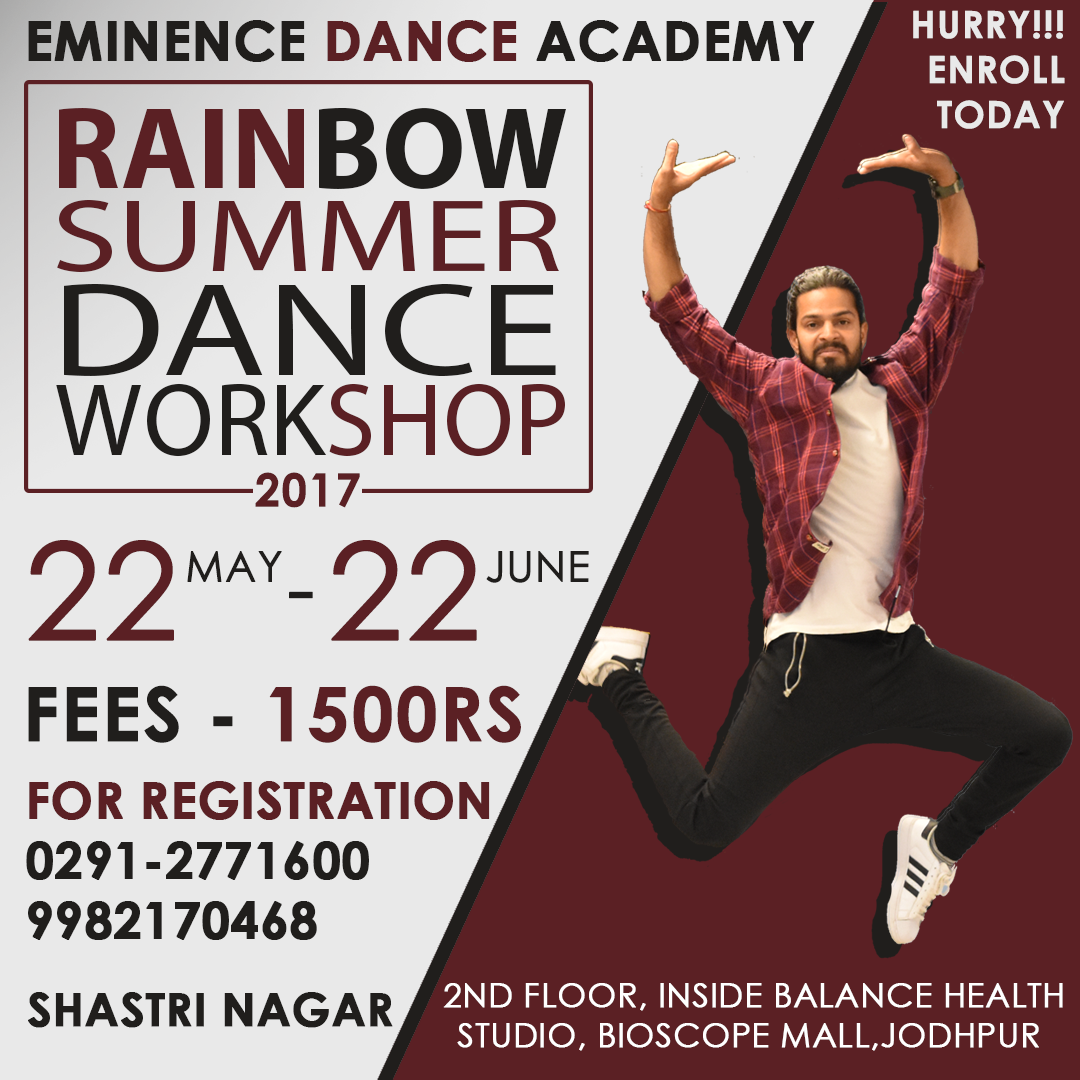 EMINENCE DANCE ACADEMY
HURRY!!!
ENROLL
TODAY
RAINBOW
SUMMER
DANCE
WORKSHOP
2017
22 MAY - 22 JUNE
FEES - 1500RS
FOR REGISTRATION
0291-2771600
9982170468
SHASTRI NAGAR
2ND FLOOR, INSIDE BALANCE HEALTH
STUDIO, BIOSCOPE MALL,JODHPUR